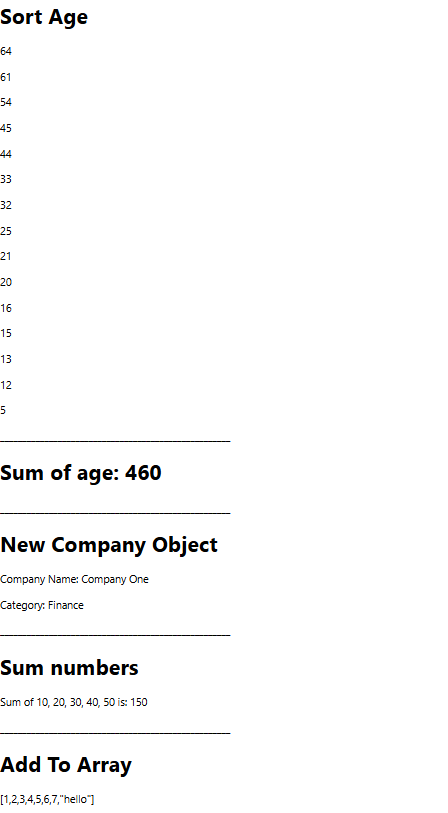 Sort Age
64
61
54
45
44
33
32
25
21
20
16
15
13
12
5
Sum of age: 460
New Company Object
Company Name: Company One
Category: Finance
Sum numbers
Sum of 10, 20, 30, 40, 50 is: 150
Add To Array
[1,2,3,4,5,6,7,"hello"]